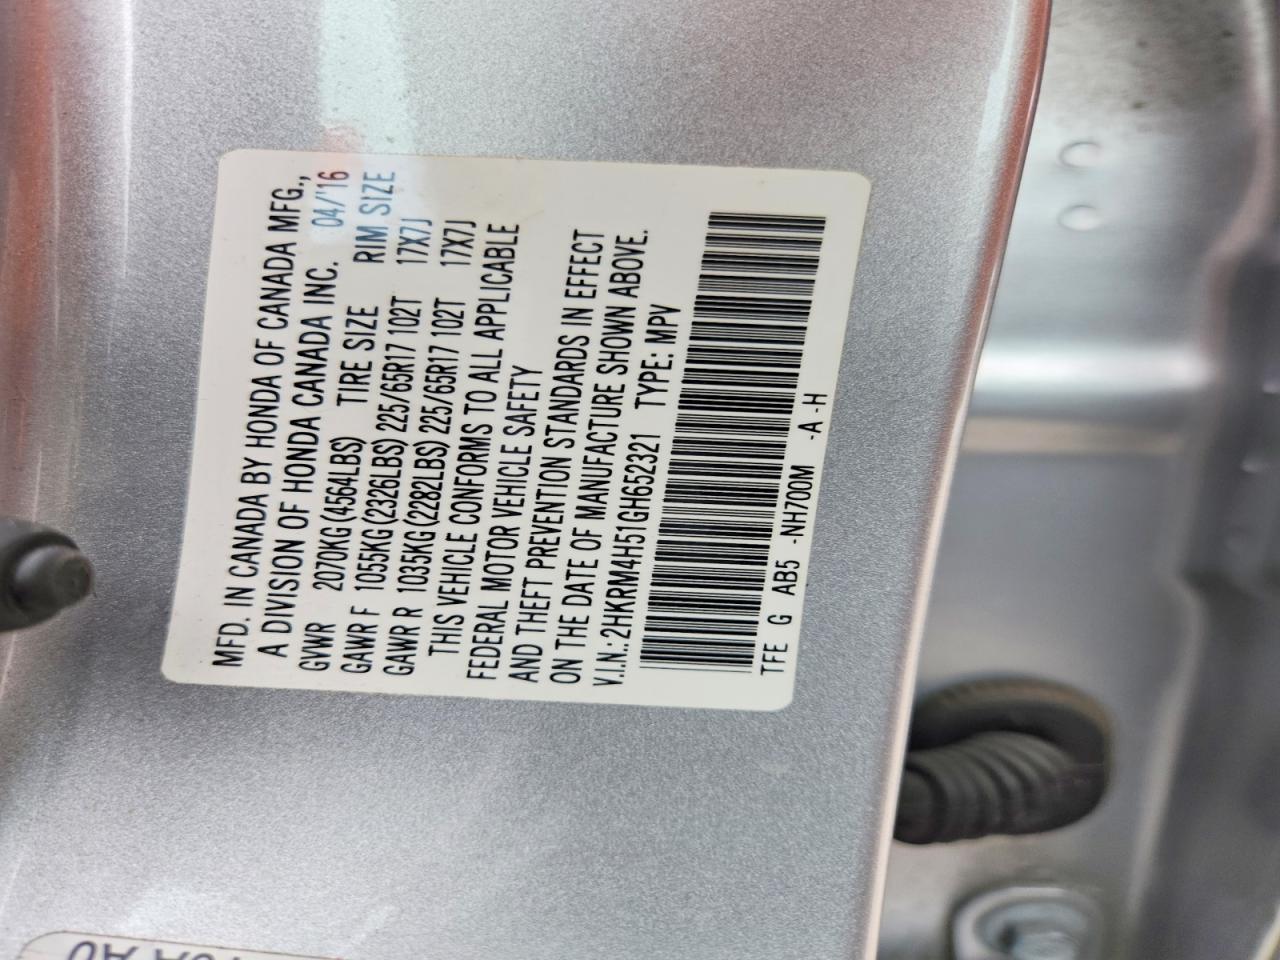 MFD. IN CANADA BY HONDA OF CANADA MFG.,
A DIVISION OF HONDA CANADA INC. 04/'16
GVWR 2070KG (4564LBS) TIRE SIZE RIM SIZE
GAWR F 1055KG (2326LBS) 225/65R17 102T 17X7J
GAWR R 1035KG (2282LBS) 225/65R17 102T 17X7J
THIS VEHICLE CONFORMS TO ALL APPLICABLE
FEDERAL MOTOR VEHICLE SAFETY
AND THEFT PREVENTION STANDARDS IN EFFECT
ON THE DATE OF MANUFACTURE SHOWN ABOVE.
V.I.N.:2HKRM4H51GH652321 TYPE: MPV
TFE G AB5 -NH700M -A-H